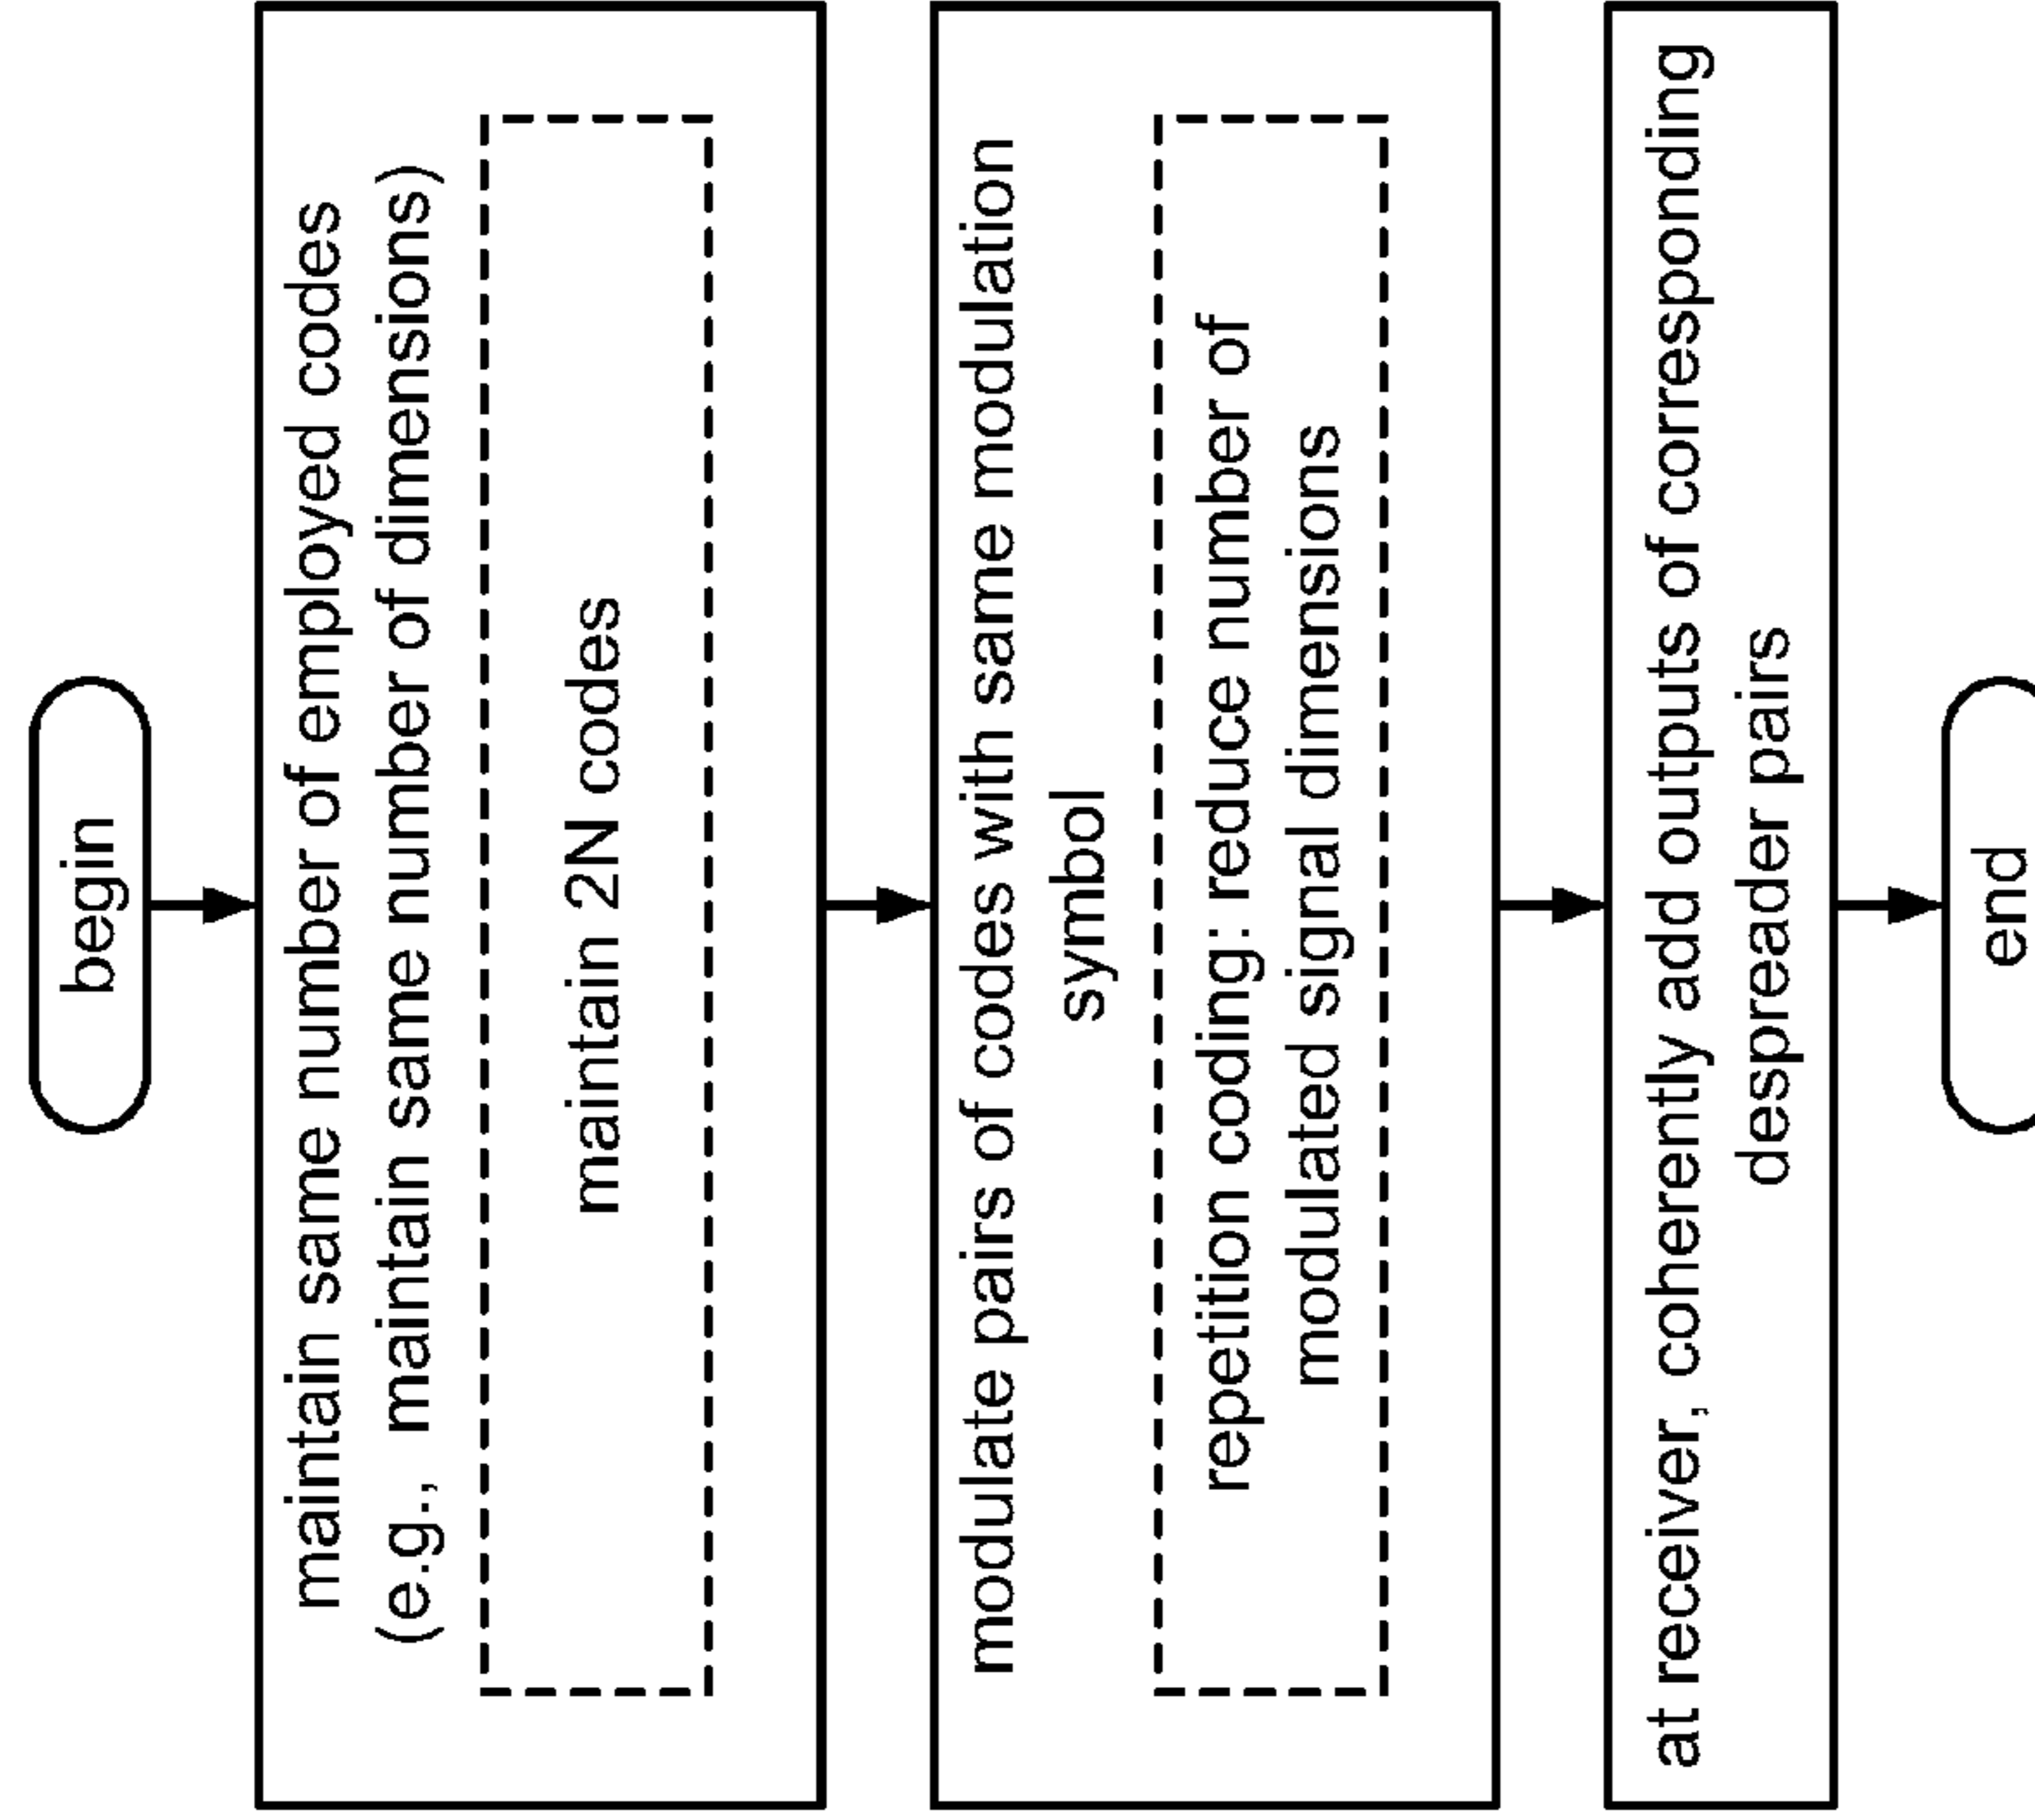 begin
maintain same number of employed codes
(e.g., maintain same number of dimensions)
maintain 2N codes
modulate pairs of codes with same modulation
symbol
repetition coding: reduce number of
modulated signal dimensions
at receiver, coherently add outputs of corresponding
despreader pairs
end